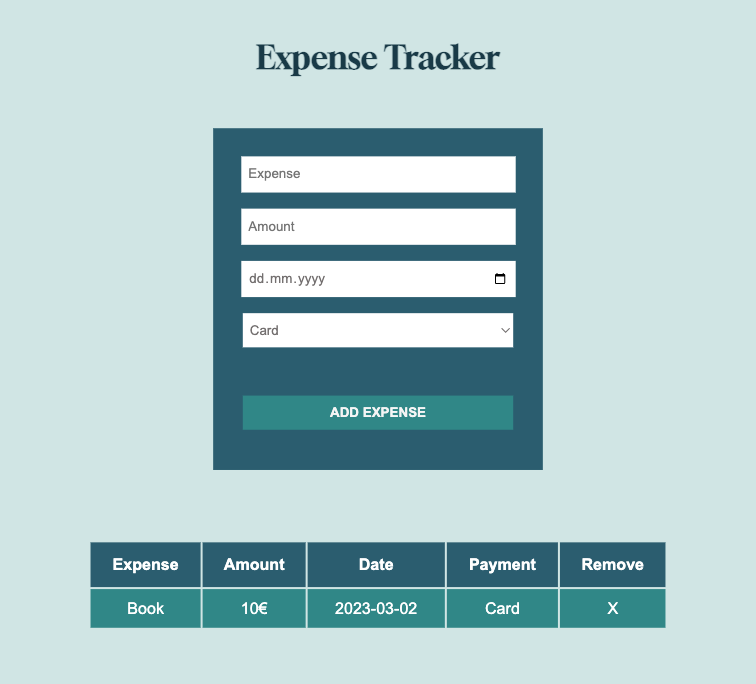 Expense Tracker
Expense
Amount
dd.mm.yyyy
Card
ADD EXPENSE
Expense Amount Date Payment Remove
Book 10€ 2023-03-02 Card X